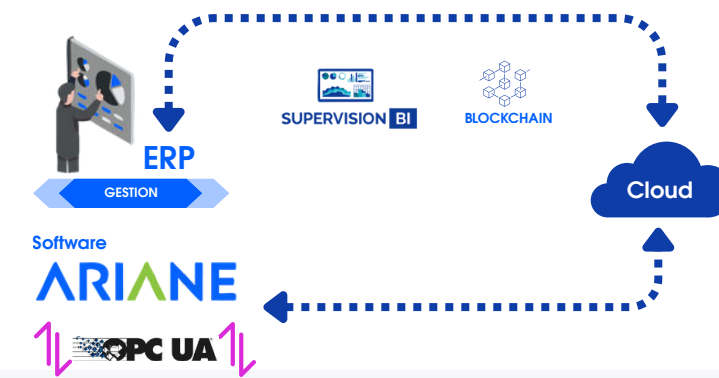 SUPERVISION BI
BLOCKCHAIN
ERP
GESTION
Cloud
Software
ARIANE
OPC UA